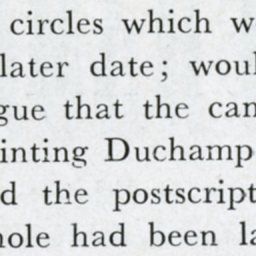 circles which w
later date; woul
gue that the can
inting Duchamp
d the postscript
hole had been la